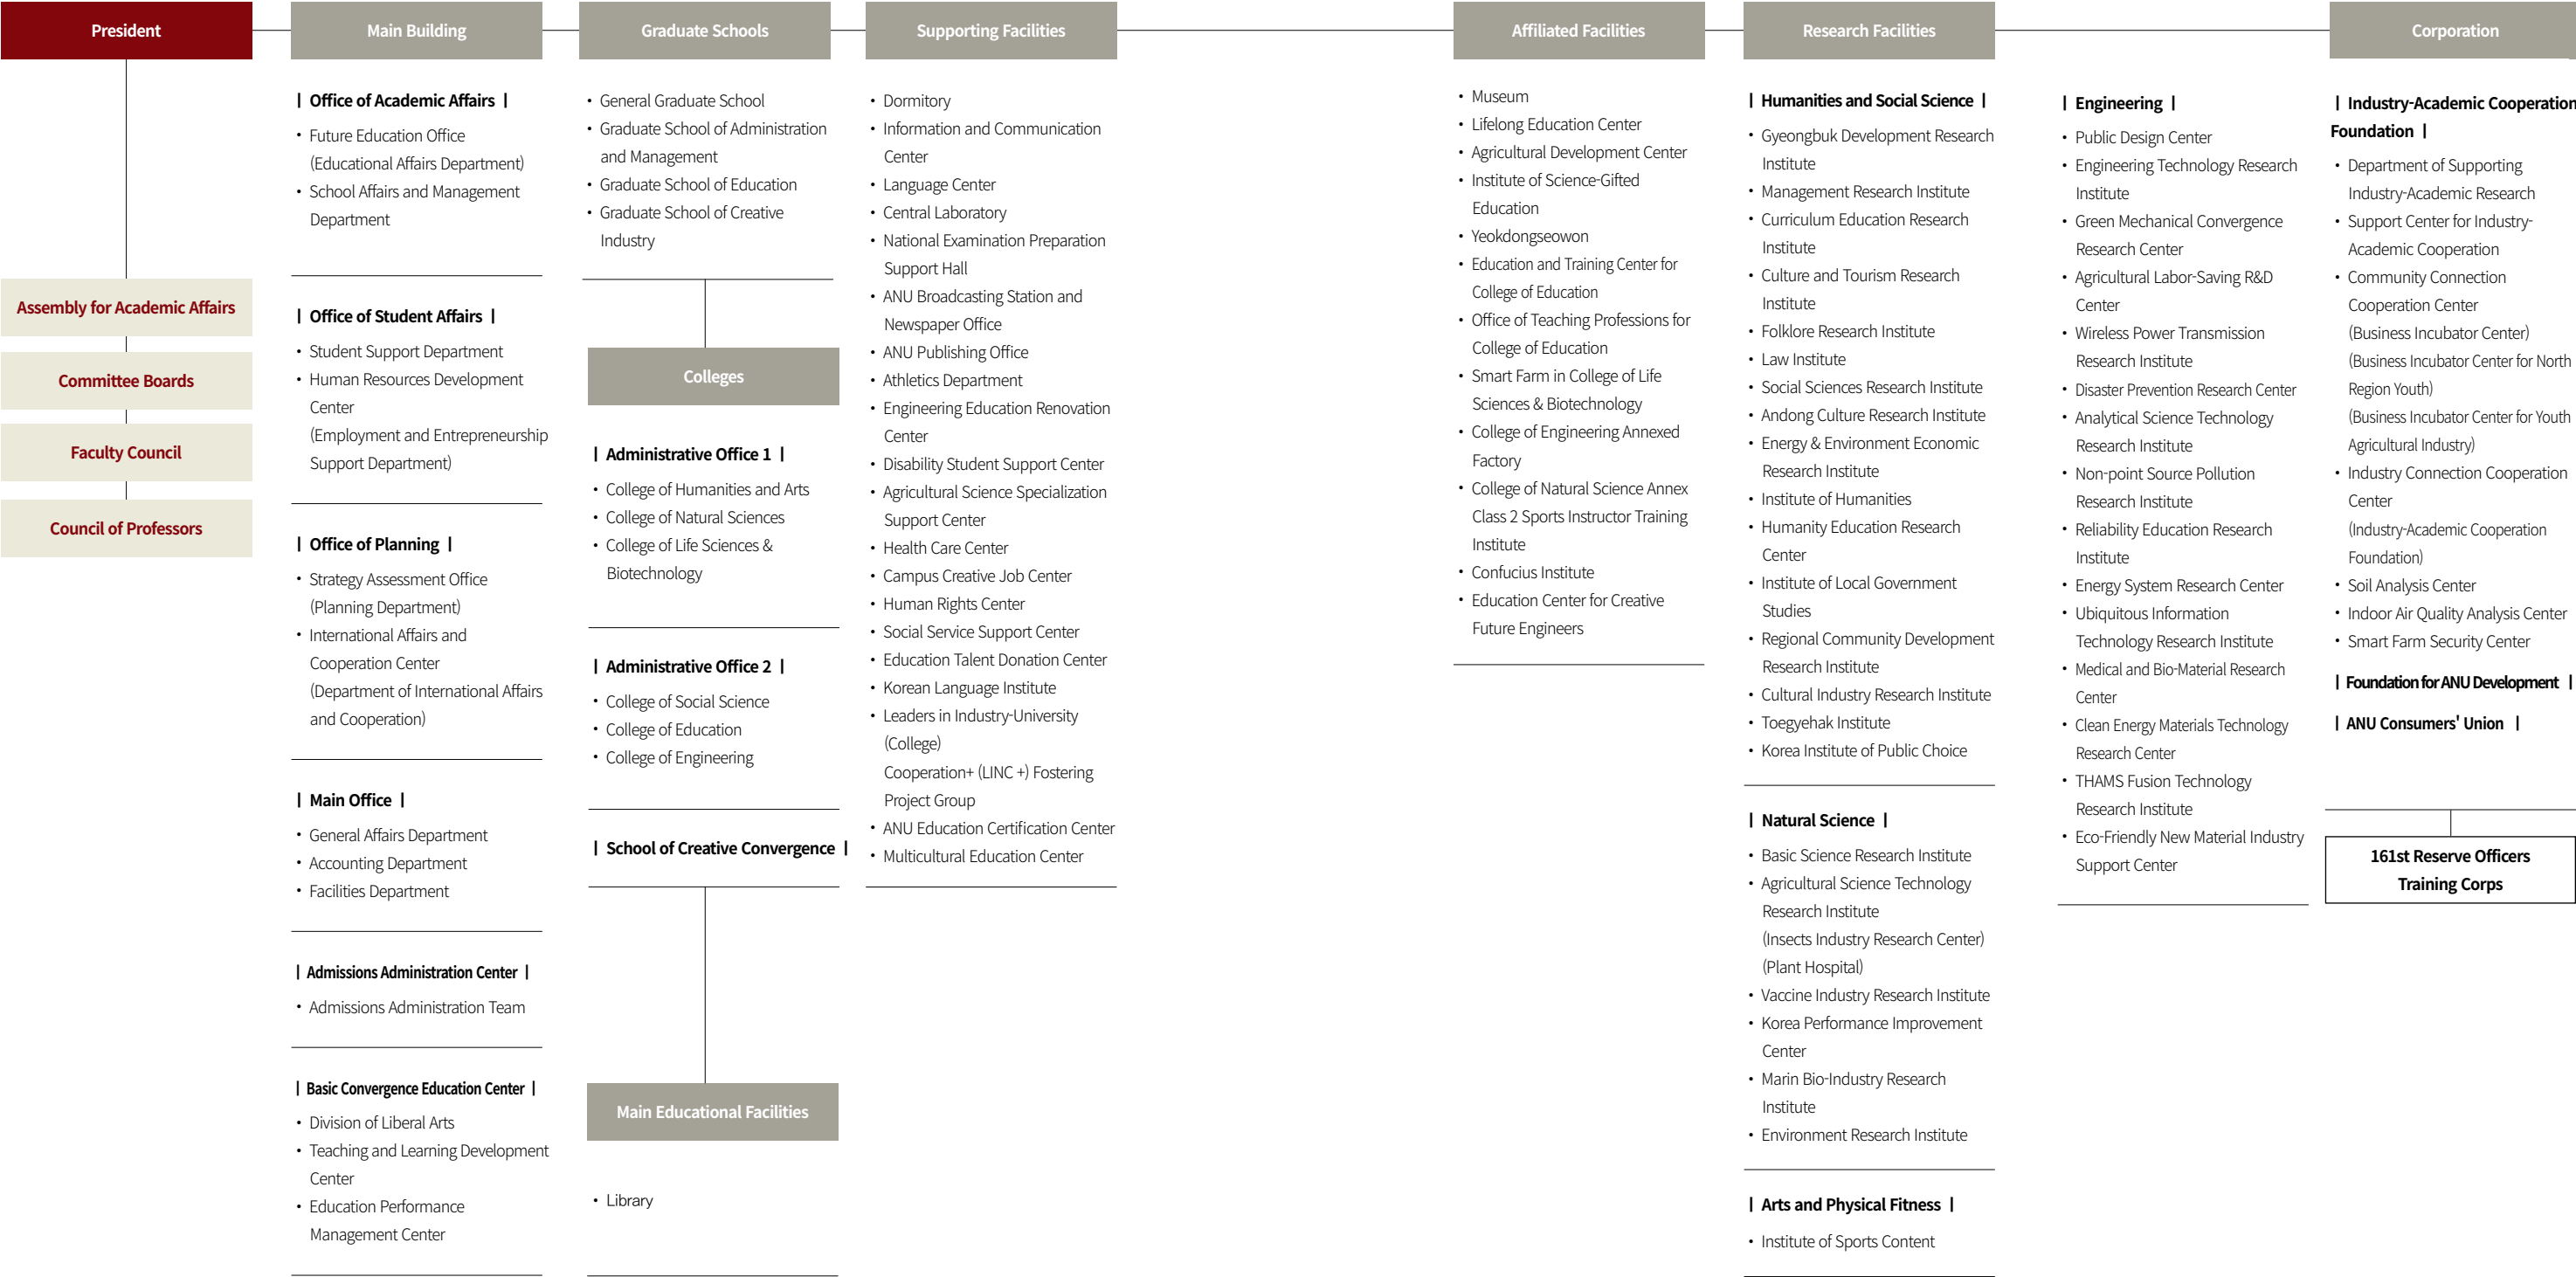 President
Assembly for Academic Affairs
Committee Boards
Faculty Council
Council of Professors
Main Building
| Office of Academic Affairs |
• Future Education Office
(Educational Affairs Department)
• School Affairs and Management
Department
| Office of Student Affairs |
• Student Support Department
• Human Resources Development
Center
(Employment and Entrepreneurship
Support Department)
| Office of Planning |
• Strategy Assessment Office
(Planning Department)
• International Affairs and
Cooperation Center
(Department of International Affairs
and Cooperation)
| Main Office |
• General Affairs Department
• Accounting Department
• Facilities Department
| Admissions Administration Center |
• Admissions Administration Team
| Basic Convergence Education Center |
• Division of Liberal Arts
• Teaching and Learning Development
Center
• Education Performance
Management Center
Graduate Schools
• General Graduate School
• Graduate School of Administration
and Management
• Graduate School of Education
• Graduate School of Creative
Industry
Colleges
| Administrative Office 1 |
• College of Humanities and Arts
• College of Natural Sciences
• College of Life Sciences &
Biotechnology
| Administrative Office 2 |
• College of Social Science
• College of Education
• College of Engineering
| School of Creative Convergence |
Main Educational Facilities
• Library
Supporting Facilities
• Dormitory
• Information and Communication
Center
• Language Center
• Central Laboratory
• National Examination Preparation
Support Hall
• ANU Broadcasting Station and
Newspaper Office
• ANU Publishing Office
• Athletics Department
• Engineering Education Renovation
Center
• Disability Student Support Center
• Agricultural Science Specialization
Support Center
• Health Care Center
• Campus Creative Job Center
• Human Rights Center
• Social Service Support Center
• Education Talent Donation Center
• Korean Language Institute
• Leaders in Industry-University
(College)
Cooperation+ (LINC +) Fostering
Project Group
• ANU Education Certification Center
• Multicultural Education Center
Affiliated Facilities
• Museum
• Lifelong Education Center
• Agricultural Development Center
• Institute of Science-Gifted
Education
• Yeokdongseowon
• Education and Training Center for
College of Education
• Office of Teaching Professions for
College of Education
• Smart Farm in College of Life
Sciences & Biotechnology
• College of Engineering Annexed
Factory
• College of Natural Science Annex
Class 2 Sports Instructor Training
Institute
• Confucius Institute
• Education Center for Creative
Future Engineers
Research Facilities
| Humanities and Social Science |
• Gyeongbuk Development Research
Institute
• Management Research Institute
• Curriculum Education Research
Institute
• Culture and Tourism Research
Institute
• Folklore Research Institute
• Law Institute
• Social Sciences Research Institute
• Andong Culture Research Institute
• Energy & Environment Economic
Research Institute
• Institute of Humanities
• Humanity Education Research
Center
• Institute of Local Government
Studies
• Regional Community Development
Research Institute
• Cultural Industry Research Institute
• Toegyehak Institute
• Korea Institute of Public Choice
| Natural Science |
• Basic Science Research Institute
• Agricultural Science Technology
Research Institute
(Insects Industry Research Center)
(Plant Hospital)
• Vaccine Industry Research Institute
• Korea Performance Improvement
Center
• Marin Bio-Industry Research
Institute
• Environment Research Institute
| Arts and Physical Fitness |
• Institute of Sports Content
| Engineering |
• Public Design Center
• Engineering Technology Research
Institute
• Green Mechanical Convergence
Research Center
• Agricultural Labor-Saving R&D
Center
• Wireless Power Transmission
Research Institute
• Disaster Prevention Research Center
• Analytical Science Technology
Research Institute
• Non-point Source Pollution
Research Institute
• Reliability Education Research
Institute
• Energy System Research Center
• Ubiquitous Information
Technology Research Institute
• Medical and Bio-Material Research
Center
• Clean Energy Materials Technology
Research Center
• THAMS Fusion Technology
Research Institute
• Eco-Friendly New Material Industry
Support Center
Corporation
| Industry-Academic Cooperation
Foundation |
• Department of Supporting
Industry-Academic Research
• Support Center for Industry-
Academic Cooperation
• Community Connection
Cooperation Center
(Business Incubator Center)
(Business Incubator Center for North
Region Youth)
(Business Incubator Center for Youth
Agricultural Industry)
• Industry Connection Cooperation
Center
(Industry-Academic Cooperation
Foundation)
• Soil Analysis Center
• Indoor Air Quality Analysis Center
• Smart Farm Security Center
| Foundation for ANU Development |
| ANU Consumers' Union |
161st Reserve Officers
Training Corps